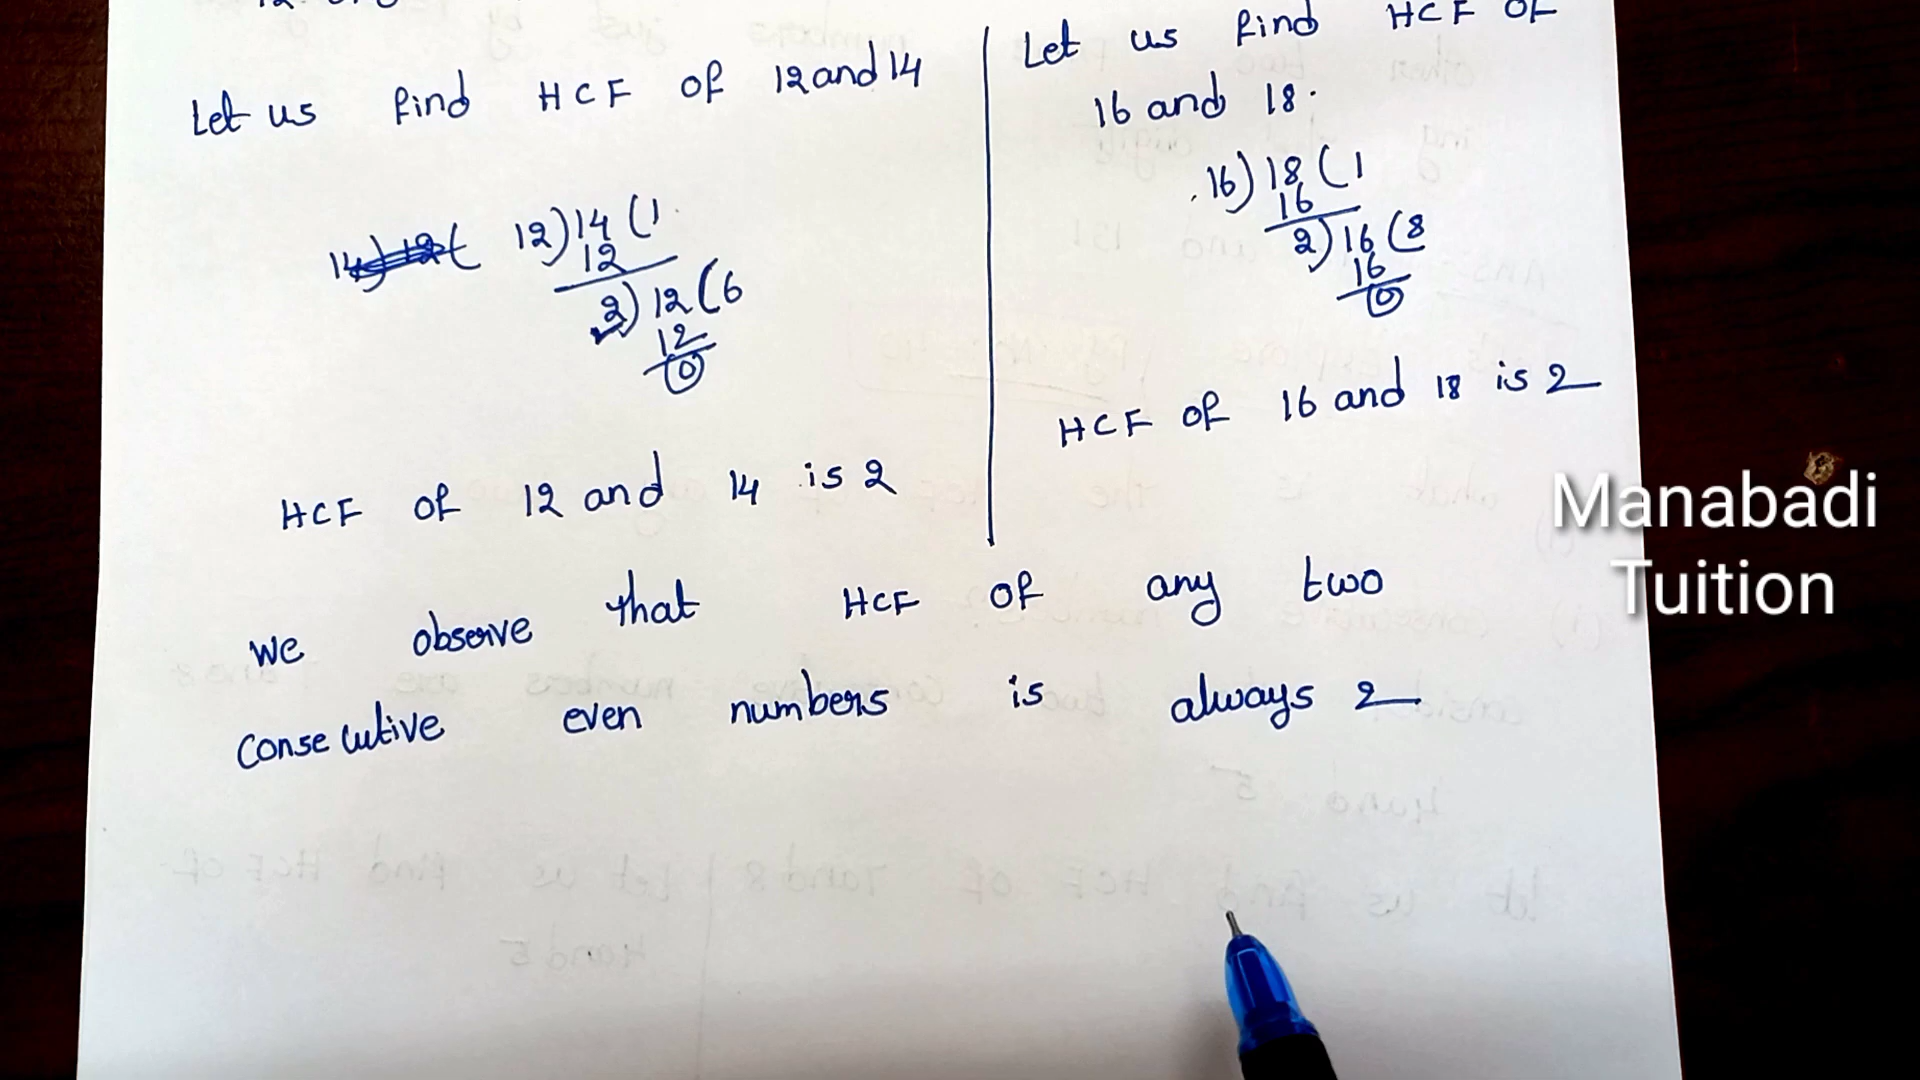 Let us find HCF of 12 and 14
12)14(1
12
2)12(6
12
0
HCF of 12 and 14 is 2
Let us find HCF of
16 and 18.
16)18(1
16
2)16(8
16
0
HCF of 16 and 18 is 2
we observe that HCF of any two
consecutive even numbers is always 2
Manabadi
Tuition